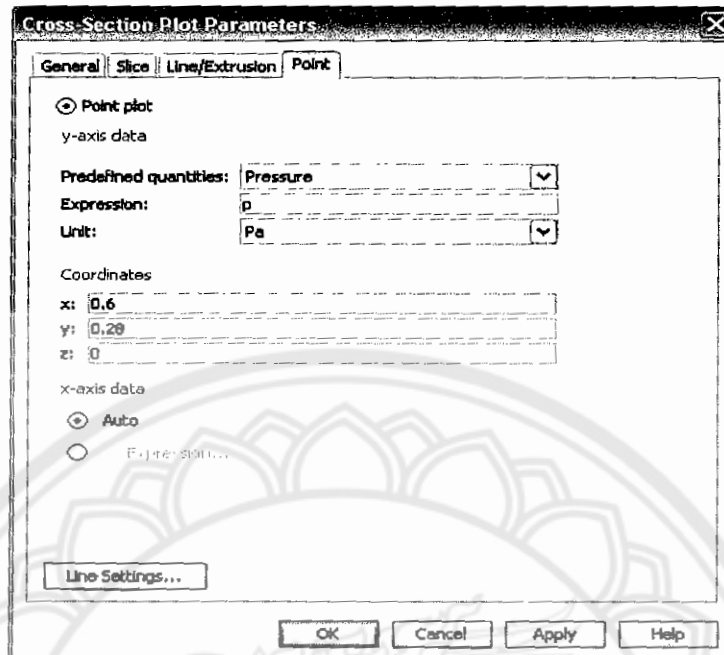 Cross-Section Plot Parameters
General Slice Line/Extrusion Point
Point plot
y-axis data
Predefined quantities: Pressure
Expression: p
Unit: Pa
Coordinates
x: 0.6
y: 0.28
z: 0
x-axis data
Auto
Expression...
Line Settings...
OK Cancel Apply Help